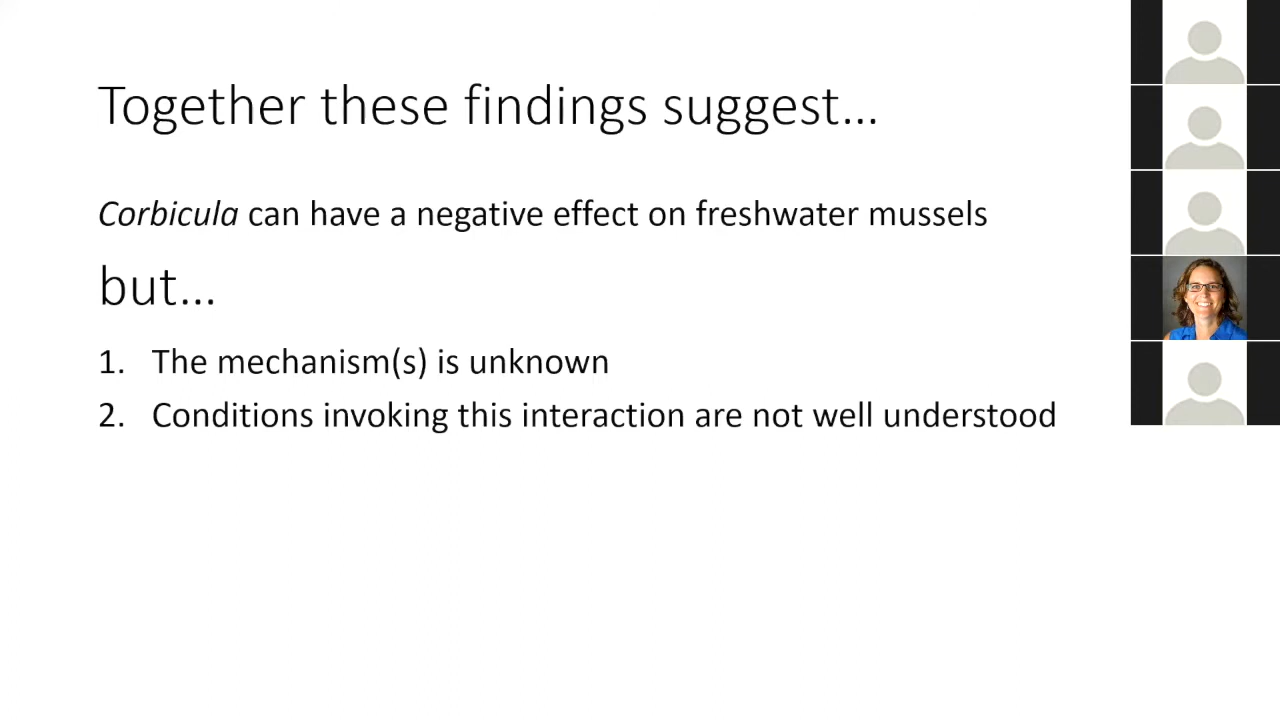 Together these findings suggest...
Corbicula can have a negative effect on freshwater mussels
but...
1. The mechanism(s) is unknown
2. Conditions invoking this interaction are not well understood